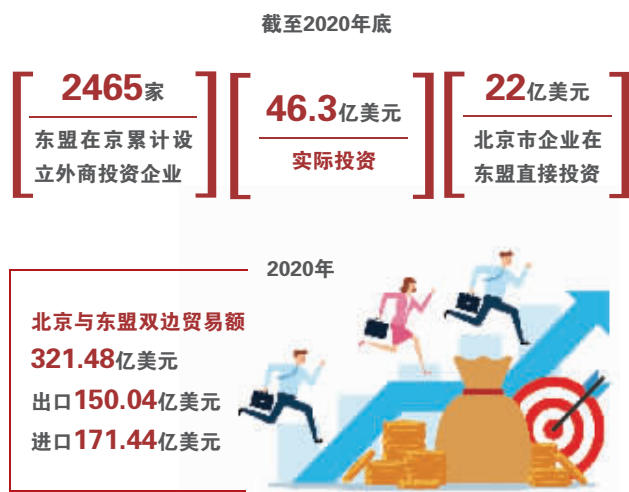 截至2020年底
2465家
东盟在京累计设
立外商投资企业
46.3亿美元
实际投资
22亿美元
北京市企业在
东盟直接投资
2020年
北京与东盟双边贸易额
321.48亿美元
出口150.04亿美元
进口171.44亿美元